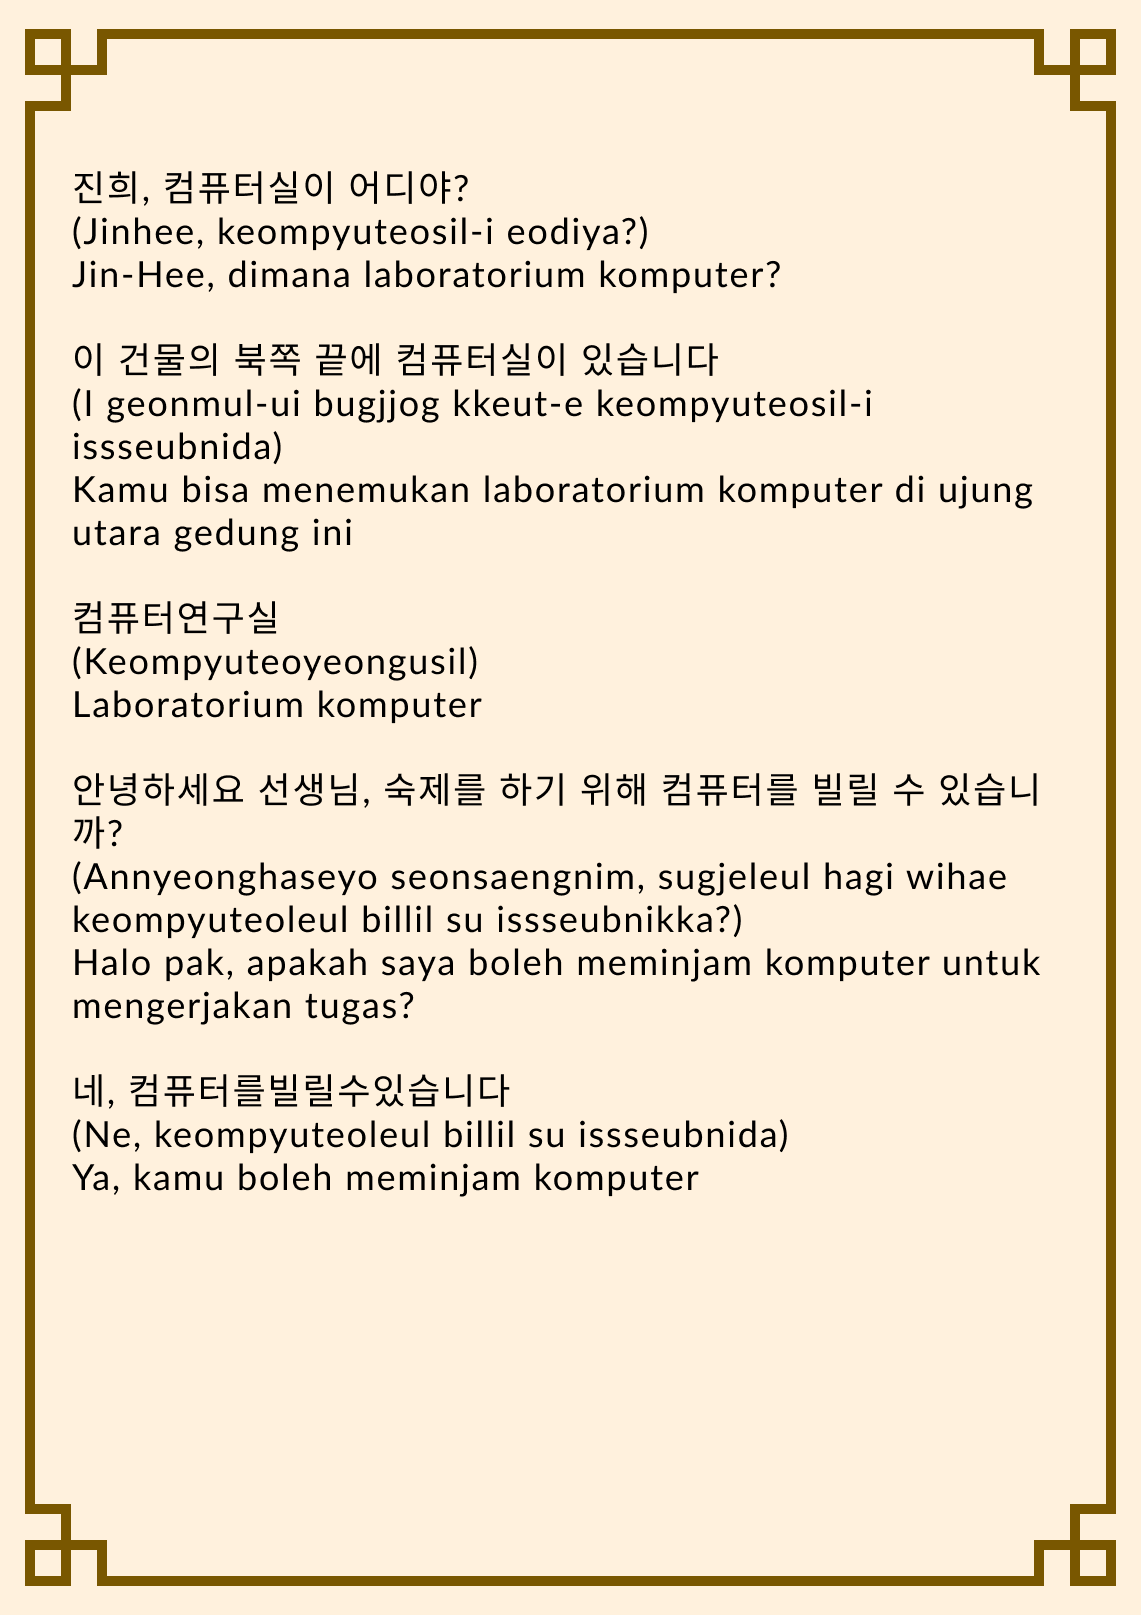 진희, 컴퓨터실이 어디야?
(Jinhee, keompyuteosil-i eodiya?)
Jin-Hee, dimana laboratorium komputer?
이 건물의 북쪽 끝에 컴퓨터실이 있습니다
(I geonmul-ui bugjjog kkeut-e keompyuteosil-i
issseubnida)
Kamu bisa menemukan laboratorium komputer di ujung
utara gedung ini
컴퓨터연구실
(Keompyuteoyeongusil)
Laboratorium komputer
안녕하세요 선생님, 숙제를 하기 위해 컴퓨터를 빌릴 수 있습니
까?
(Annyeonghaseyo seonsaengnim, sugjeleul hagi wihae
keompyuteoleul billil su issseubnikka?)
Halo pak, apakah saya boleh meminjam komputer untuk
mengerjakan tugas?
네, 컴퓨터를빌릴수있습니다
(Ne, keompyuteoleul billil su issseubnida)
Ya, kamu boleh meminjam komputer